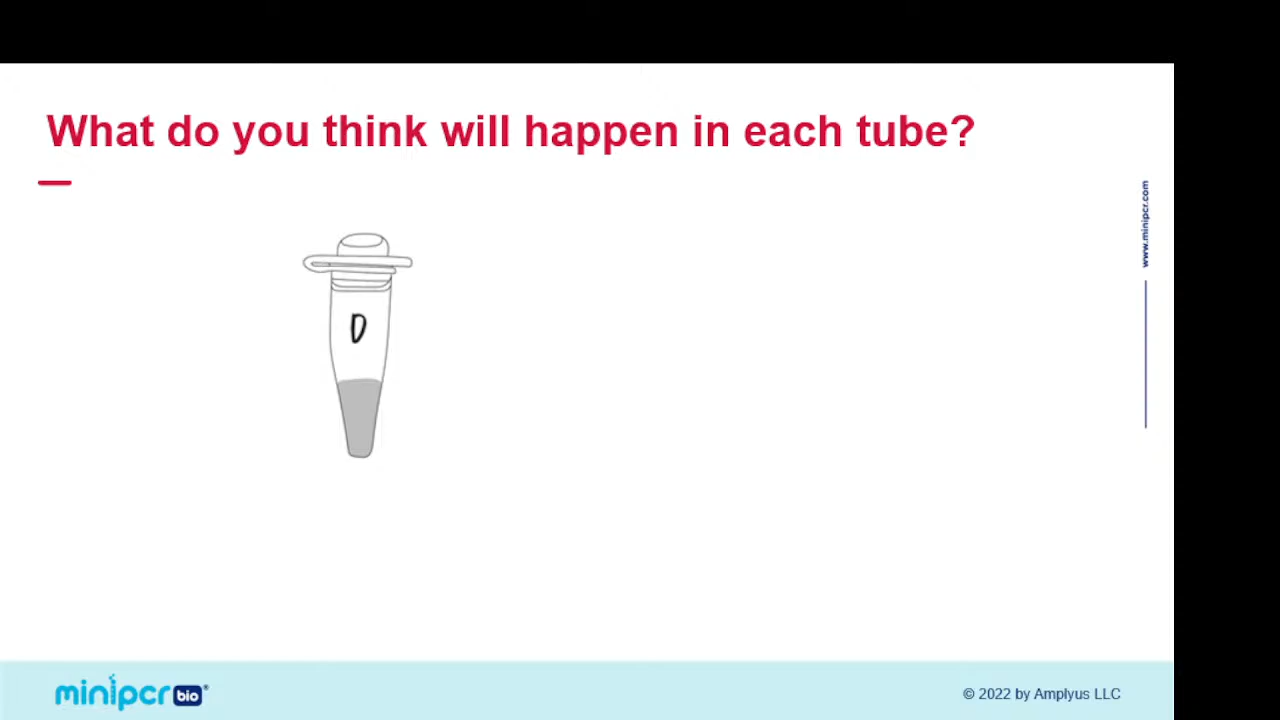 What do you think will happen in each tube?
www.minipcr.com
D
minipcr bio®
© 2022 by Amplyus LLC